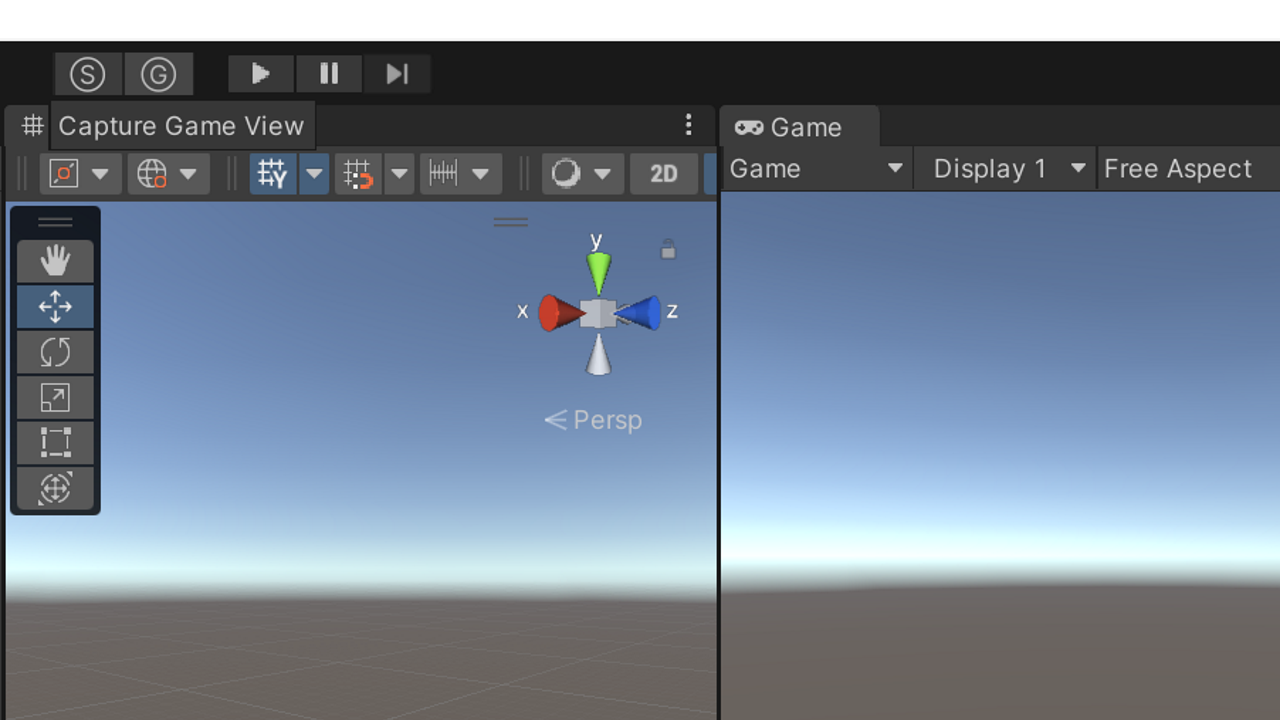 S G
Capture Game View
Game
2D
Game Display 1 Free Aspect
y
x z
Persp